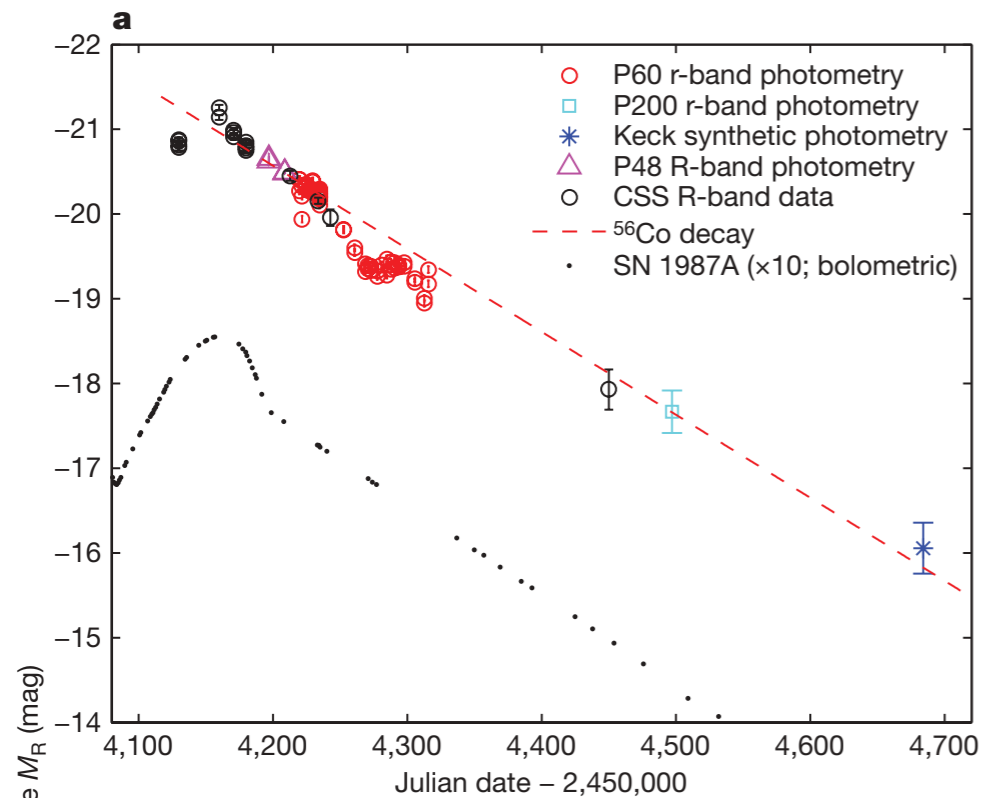 a
−22
−21
−20
−19
−18
−17
−16
−15
−14
P60 r-band photometry
P200 r-band photometry
Keck synthetic photometry
P48 R-band photometry
CSS R-band data
⁵⁶Co decay
SN 1987A (×10; bolometric)
4,100 4,200 4,300 4,400 4,500 4,600 4,700
Julian date − 2,450,000
e M_R (mag)